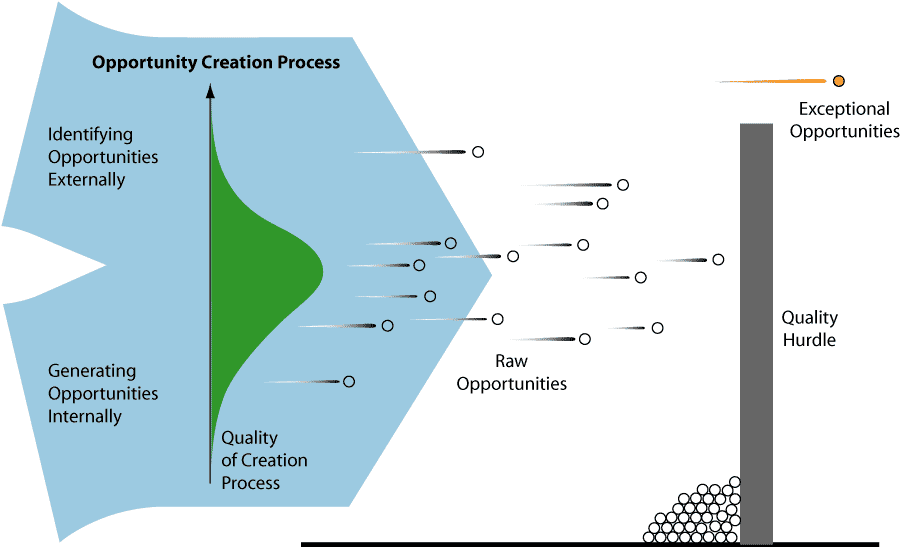 Opportunity Creation Process
Identifying
Opportunities
Externally
Generating
Opportunities
Internally
Quality
of Creation
Process
Raw
Opportunities
Exceptional
Opportunities
Quality
Hurdle